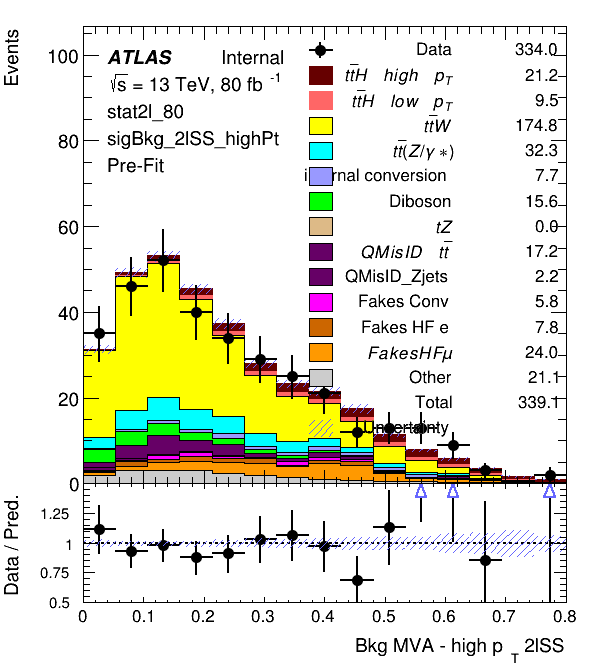 Events
100
80
60
40
20
0
ATLAS Internal
√s = 13 TeV, 80 fb⁻¹
stat2l_80
sigBkg_2lSS_highPt
Pre-Fit
Data 334.0
tt̄H high p_T 21.2
tt̄H low p_T 9.5
tt̄W 174.8
tt̄(Z/γ *) 32.3
internal conversion 7.7
Diboson 15.6
tZ 0.0
QMisID tt̄ 17.2
QMisID_Zjets 2.2
Fakes Conv 5.8
Fakes HF e 7.8
FakesHFμ 24.0
Other 21.1
Total 339.1
Uncertainty
Data / Pred.
1.25
1
0.75
0.5
0 0.1 0.2 0.3 0.4 0.5 0.6 0.7 0.8
Bkg MVA - high p_T 2lSS